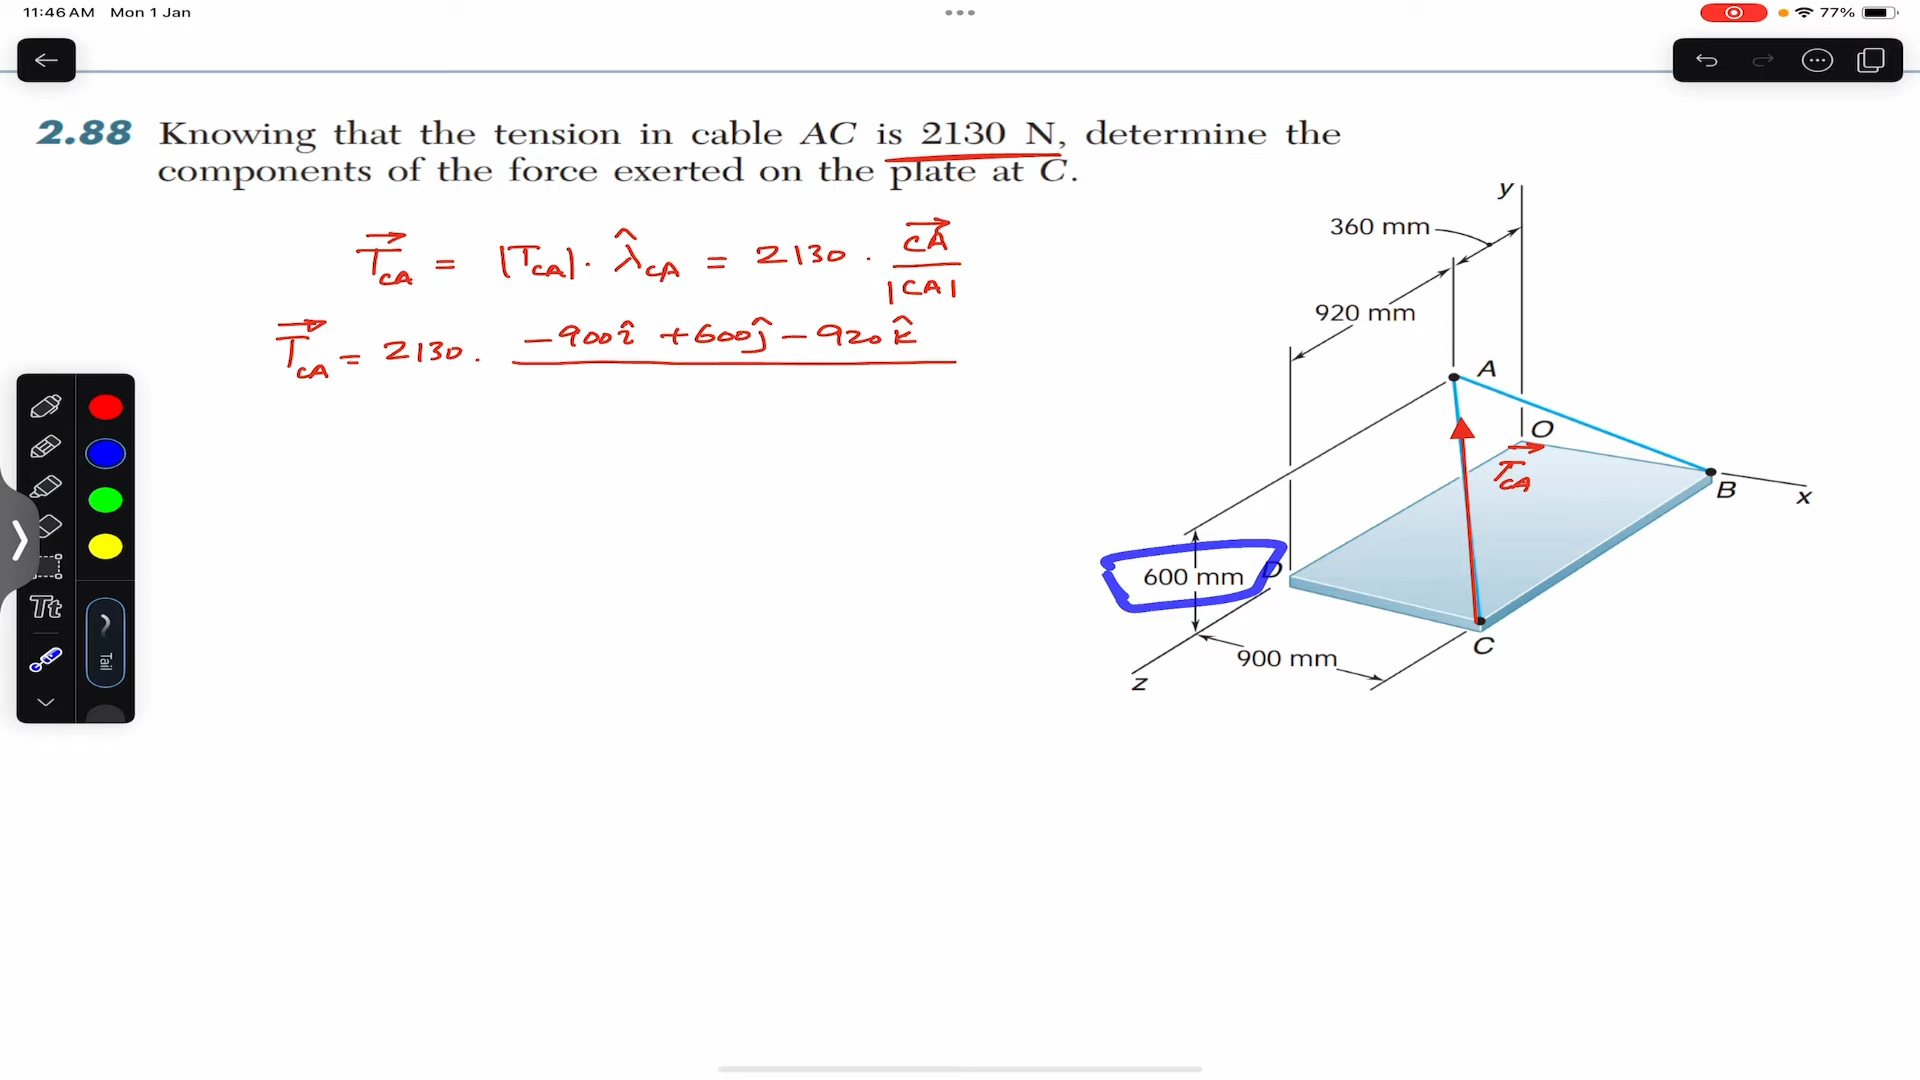 11:46 AM Mon 1 Jan
77%
2.88 Knowing that the tension in cable AC is 2130 N, determine the
components of the force exerted on the plate at C.
T⃗CA = |TCA| · λ̂CA = 2130 · CA⃗ / |CA|
T⃗CA = 2130 · -900î +600ĵ -920k̂
y
360 mm
920 mm
A
O
T⃗CA
B
x
D
600 mm
C
900 mm
z
Tt
Tail